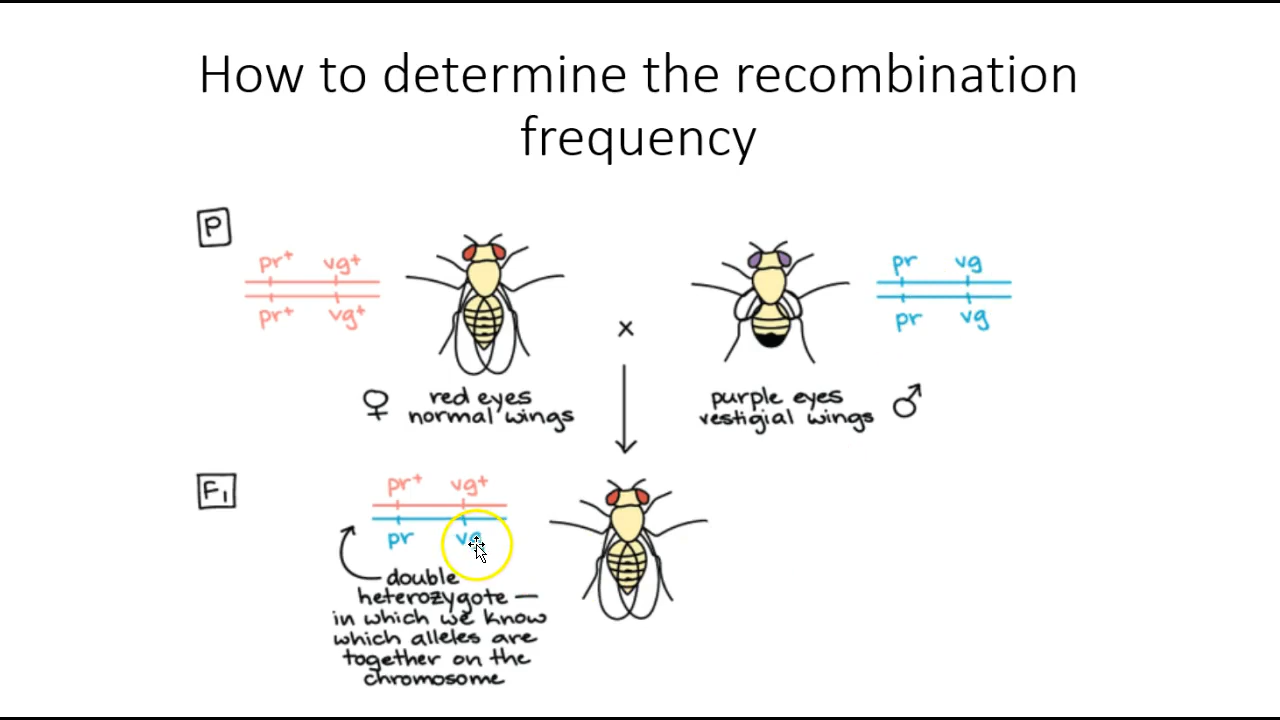 How to determine the recombination
frequency
P
pr⁺ vg⁺
pr⁺ vg⁺
pr vg
pr vg
x
♀ red eyes
normal wings
purple eyes
vestigial wings ♂
F₁
pr⁺ vg⁺
pr vg
double
heterozygote —
in which we know
which alleles are
together on the
chromosome